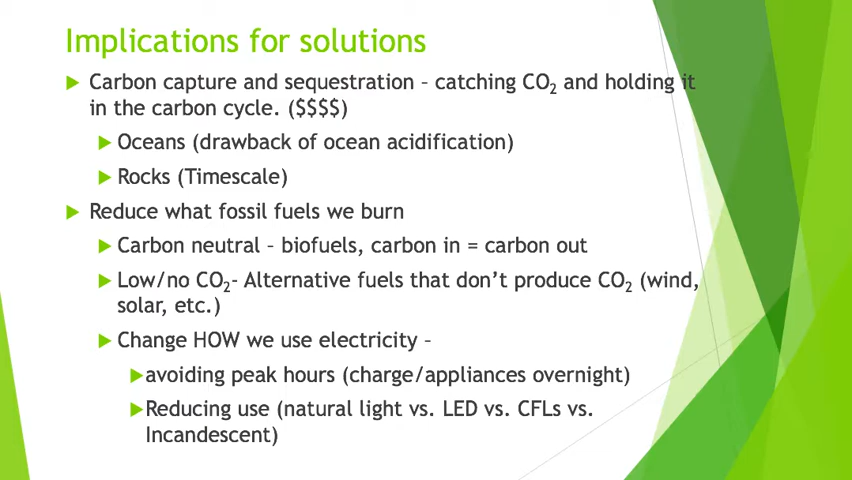 Implications for solutions
Carbon capture and sequestration – catching CO₂ and holding it
in the carbon cycle. ($$$$)
Oceans (drawback of ocean acidification)
Rocks (Timescale)
Reduce what fossil fuels we burn
Carbon neutral – biofuels, carbon in = carbon out
Low/no CO₂- Alternative fuels that don’t produce CO₂ (wind,
solar, etc.)
Change HOW we use electricity –
avoiding peak hours (charge/appliances overnight)
Reducing use (natural light vs. LED vs. CFLs vs.
Incandescent)